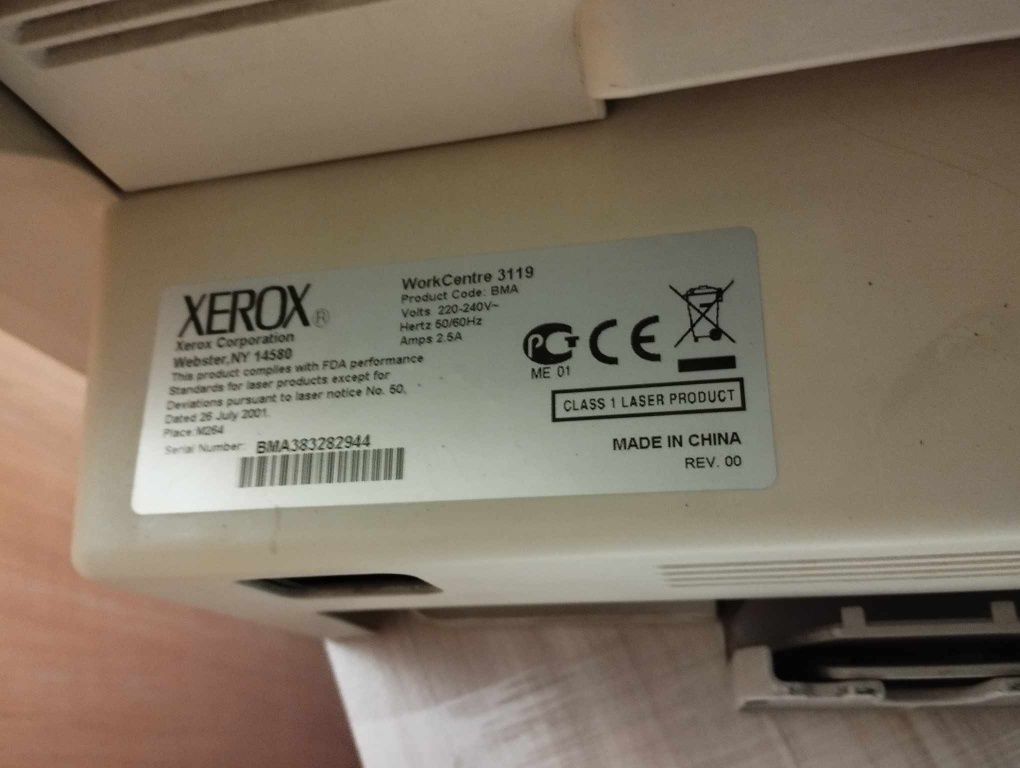 XEROX®
Xerox Corporation
Webster,NY 14580
This product complies with FDA performance
Standards for laser products except for
Deviations pursuant to laser notice No. 50,
Dated 26 July 2001.
Place:M264
Serial Number: BMA383282944
WorkCentre 3119
Product Code: BMA
Volts 220-240V~
Hertz 50/60Hz
Amps 2.5A
РСТ CE
ME 01
CLASS 1 LASER PRODUCT
MADE IN CHINA
REV. 00